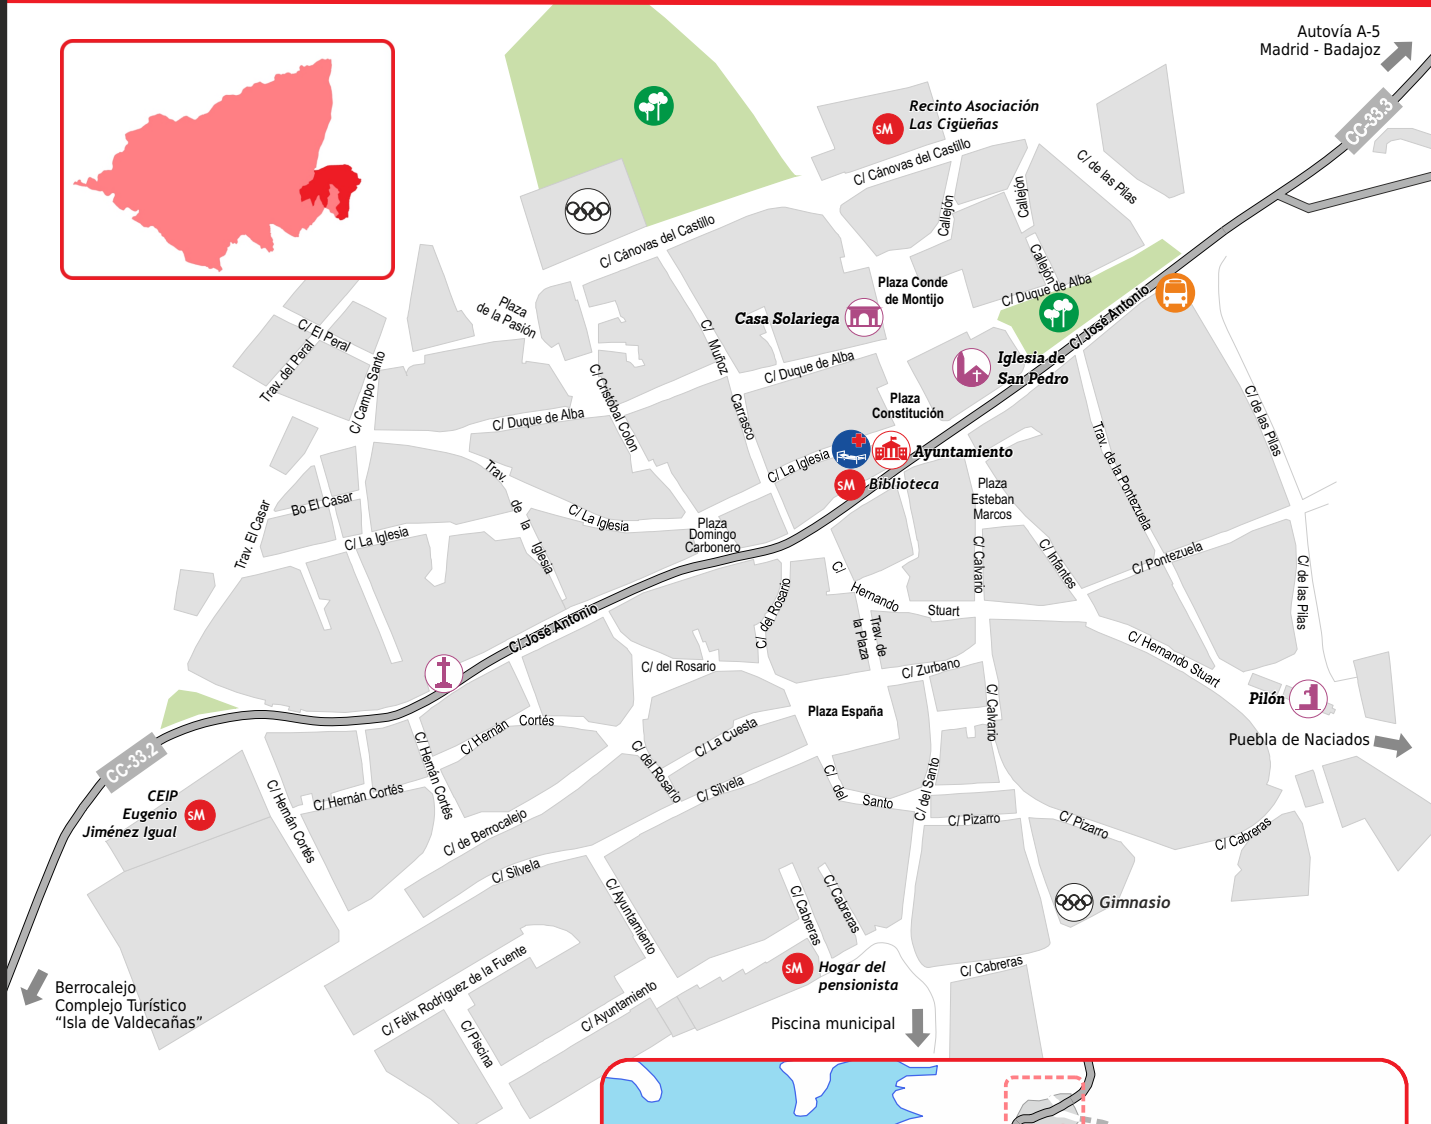 Autovía A-5
Madrid - Badajoz
CC-33.3
Recinto Asociación
Las Cigüeñas
SM
C/ Cánovas del Castillo
C/ de las Pilas
Callejón
Callejón
Callejón
C/ Cánovas del Castillo
C/ Duque de Alba
Plaza Conde
de Montijo
Casa Solariega
C/ José Antonio
Plaza
de la Pasión
C/ El Peral
Trav. del Peral
C/ Campo Santo
C/ Muñoz
Carrasco
C/ Duque de Alba
Iglesia de
San Pedro
C/ Cristóbal Colon
C/ Duque de Alba
Plaza
Constitución
C/ de las Pilas
Trav. de la Pontezuela
Ayuntamiento
C/ La Iglesia
SM
Biblioteca
Trav.
de
la
Iglesia
Bo El Casar
Trav. El Casar
C/ La Iglesia
C/ La Iglesia
Plaza
Domingo
Carbonero
Plaza
Esteban
Marcos
C/ Calvario
C/ Infantes
C/ Pontezuela
C/ de las Pilas
C/
Hernando
Stuart
C/ del Rosario
Trav. de
la Plaza
C/ José Antonio
C/ del Rosario
C/ Zurbano
C/ Hernando Stuart
Pilón
Puebla de Naciados
Plaza España
C/ Calvario
C/ Hernán
Cortés
C/ La Cuesta
C/ del Rosario
C/ Silvela
CC-33.2
C/ Hernán Cortés
C/ Hernán Cortés
C/ Hernán Cortés
CEIP
Eugenio
Jiménez Igual
SM
C/ de Berrocalejo
C/
del
Santo
C/ del Santo
C/ Pizarro
C/ Pizarro
C/ Cabreras
C/ Silvela
C/ Ayuntamiento
C/ Cabreras
C/ Cabreras
Gimnasio
C/ Félix Rodríguez de la Fuente
SM
Hogar del
pensionista
C/ Cabreras
Berrocalejo
Complejo Turístico
“Isla de Valdecañas”
C/ Piscina
C/ Ayuntamiento
Piscina municipal